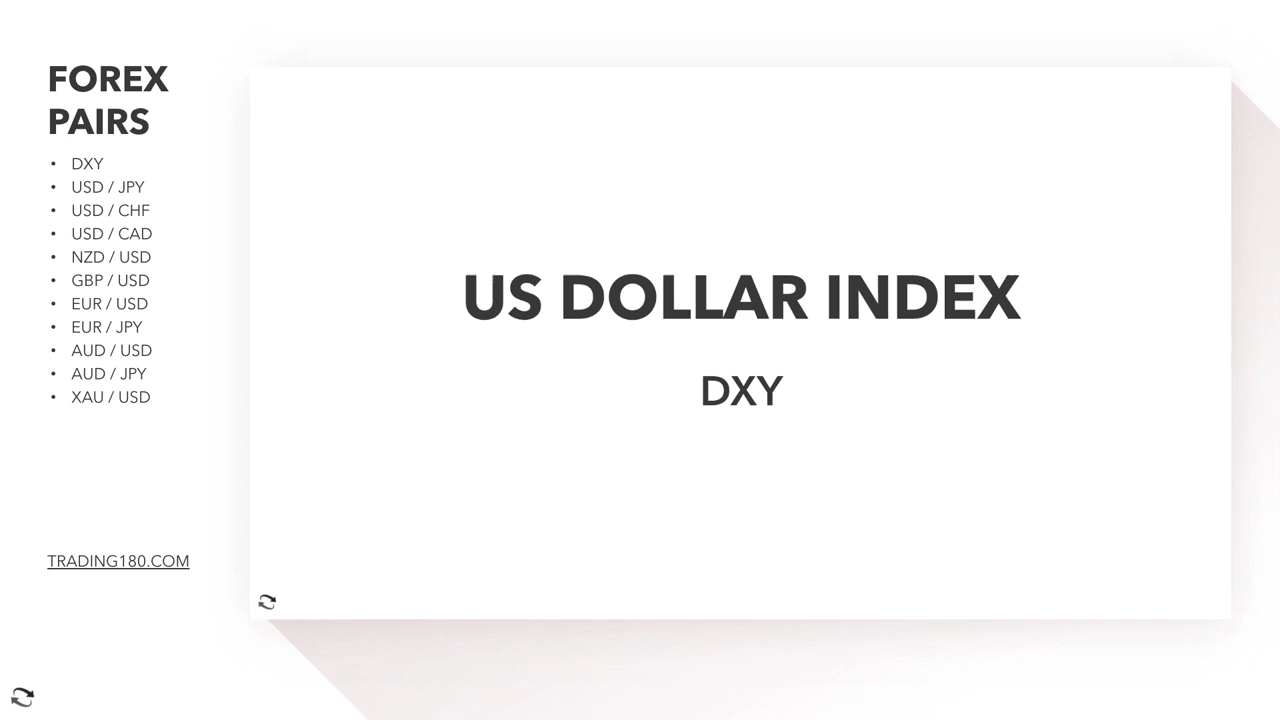 FOREX
PAIRS
• DXY
• USD / JPY
• USD / CHF
• USD / CAD
• NZD / USD
• GBP / USD
• EUR / USD
• EUR / JPY
• AUD / USD
• AUD / JPY
• XAU / USD
TRADING180.COM
US DOLLAR INDEX
DXY